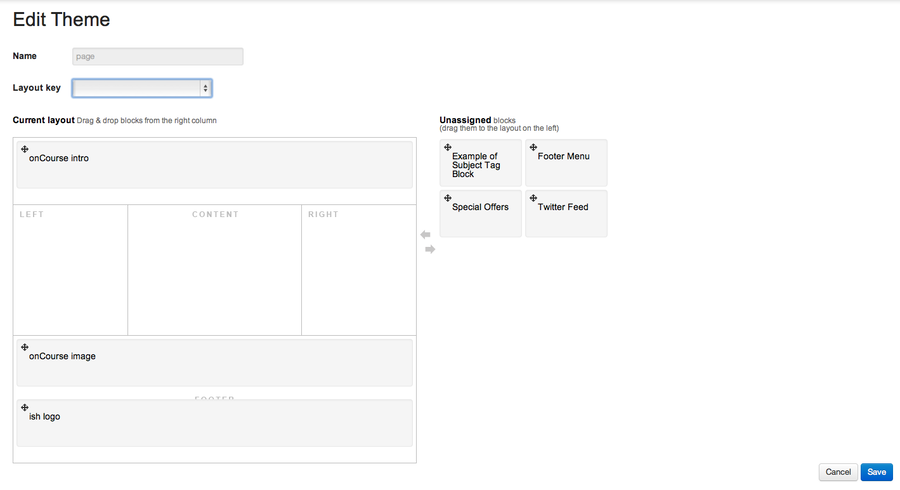 Edit Theme
Name page
Layout key
Current layout Drag & drop blocks from the right column
onCourse intro
LEFT CONTENT RIGHT
onCourse image
FOOTER
ish logo
Unassigned blocks
(drag them to the layout on the left)
Example of
Subject Tag
Block
Footer Menu
Special Offers
Twitter Feed
Cancel Save